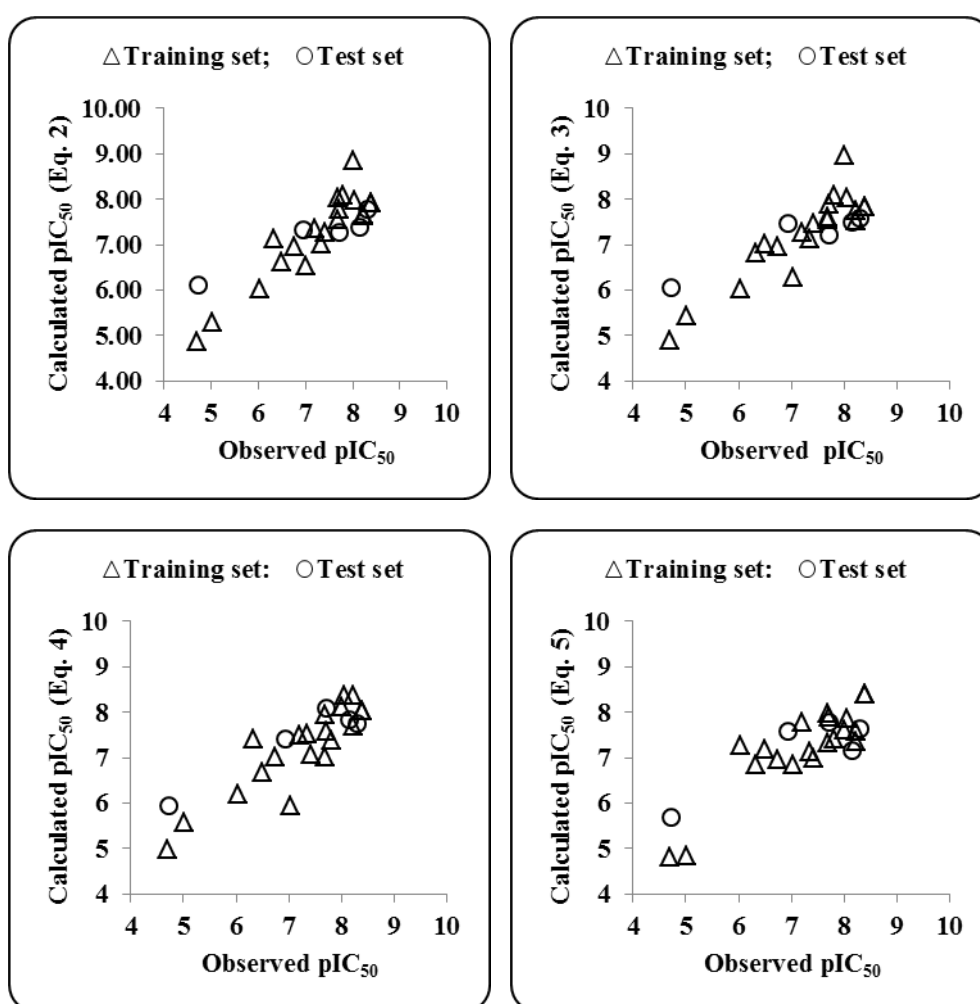 △Training set; ○Test set
Calculated pIC50 (Eq. 2)
10.00
9.00
8.00
7.00
6.00
5.00
4.00
4 5 6 7 8 9 10
Observed pIC50
△Training set; ○Test set
Calculated pIC50 (Eq. 3)
10
9
8
7
6
5
4
4 5 6 7 8 9 10
Observed pIC50
△Training set: ○Test set
Calculated pIC50 (Eq. 4)
10
9
8
7
6
5
4
4 5 6 7 8 9 10
Observed pIC50
△Training set: ○Test set
Calculated pIC50 (Eq. 5)
10
9
8
7
6
5
4
4 5 6 7 8 9 10
Observed pIC50